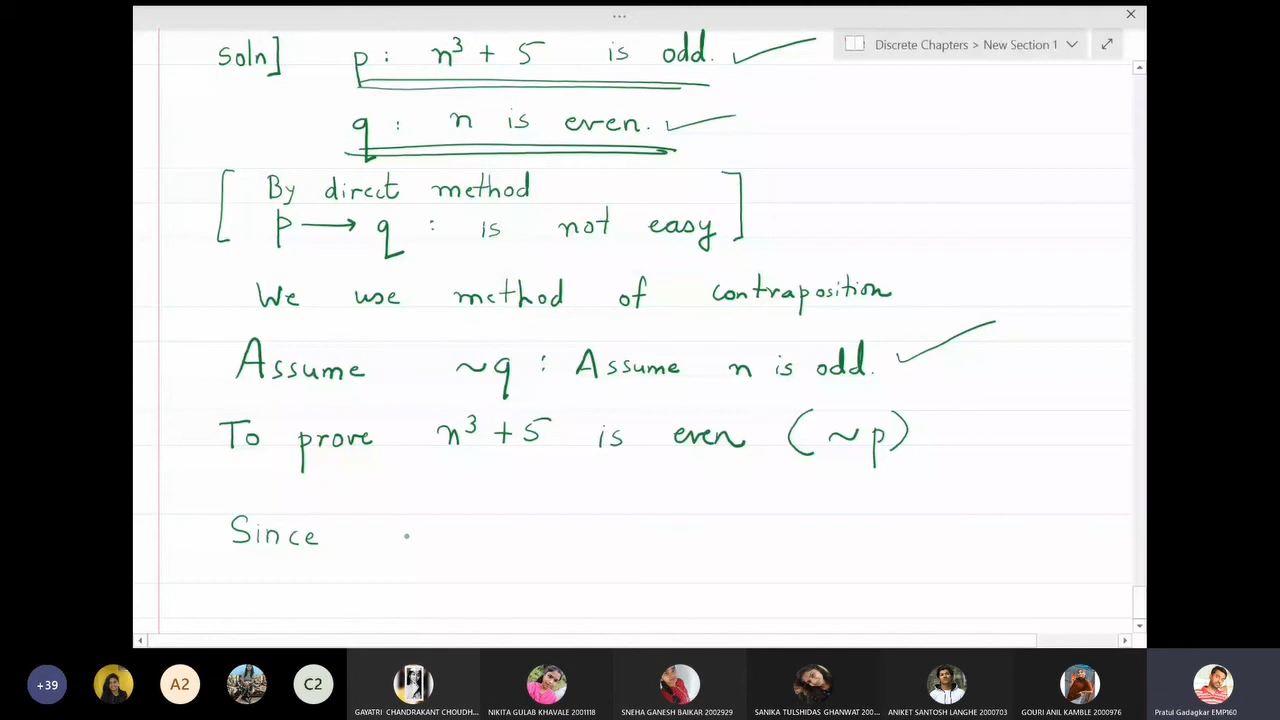 Discrete Chapters > New Section 1
soln] p : n³ + 5 is odd.
q : n is even.
[ By direct method
p → q : is not easy ]
We use method of contraposition
Assume ~q : Assume n is odd.
To prove n³ + 5 is even (~p)
Since
+39
A2
C2
GAYATRI CHANDRAKANT CHOUDH...
NIKITA GULAB KHAVALE 2001118
SNEHA GANESH BAIKAR 2002929
SANIKA TULSHIDAS GHANWAT 200...
ANIKET SANTOSH LANGHE 2000703
GOURI ANIL KAMBLE 2000976
Pratul Gadagkar EMP160